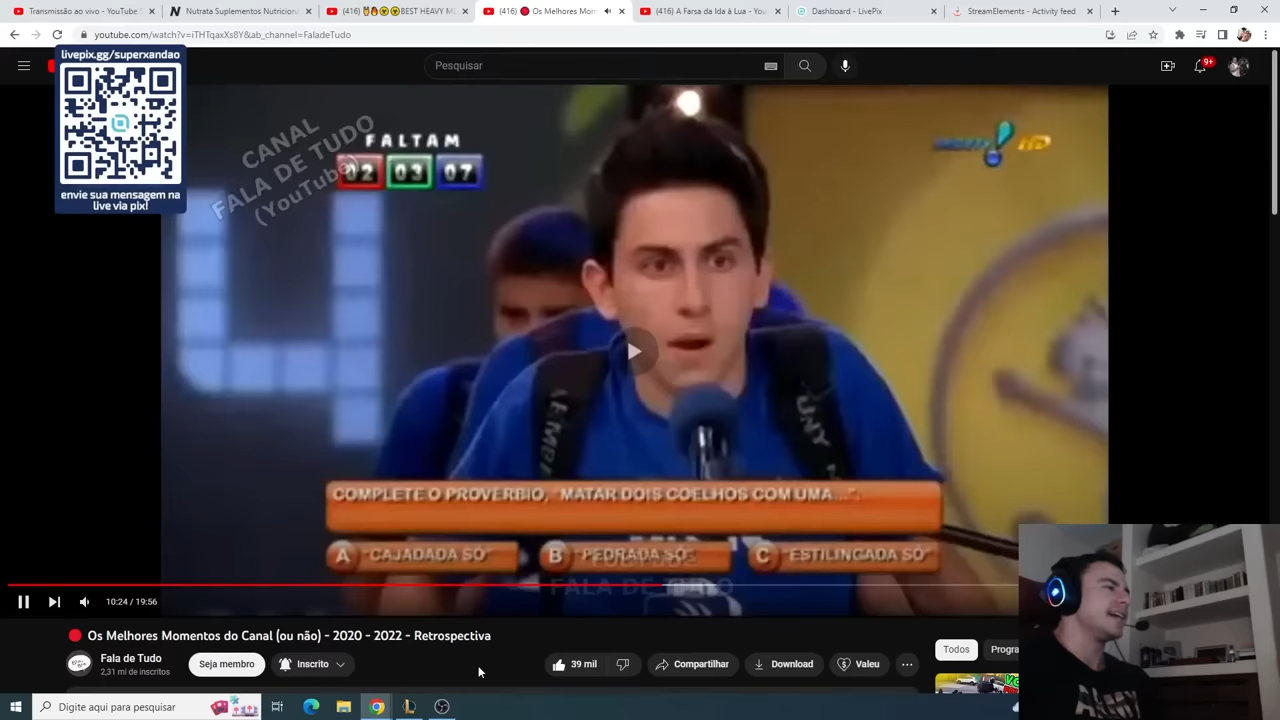 (416) 🔴 Os Melhores Mom
(416) A Farsa da Ida à Lua - You
Dashboard - LivePix
StreamElements - Activity feed
Transmissão ao vivo - YouTube
Nutrata Suplementos Nutricion
BEST HEAVY M
youtube.com/watch?v=iTHTqaxXs8Y&ab_channel=FaladeTudo
livepix.gg/superxandao
envie sua mensagem na
live via pix!
Pesquisar
9+
CANAL
FALA DE TUDO
(YouTube)
FALTAM
02 03 07
COMPLETE O PROVÉRBIO, "MATAR DOIS COELHOS COM UMA...":
A "CAJADADA SÓ"
B "PEDRADA SÓ"
C "ESTILINGADA SÓ"
FALA DE TUDO
10:24 / 19:56
🔴 Os Melhores Momentos do Canal (ou não) - 2020 - 2022 - Retrospectiva
Fala de Tudo
2,31 mi de inscritos
Seja membro
Inscrito
39 mil
Compartilhar
Download
Valeu
Todos
Progra
Digite aqui para pesquisar